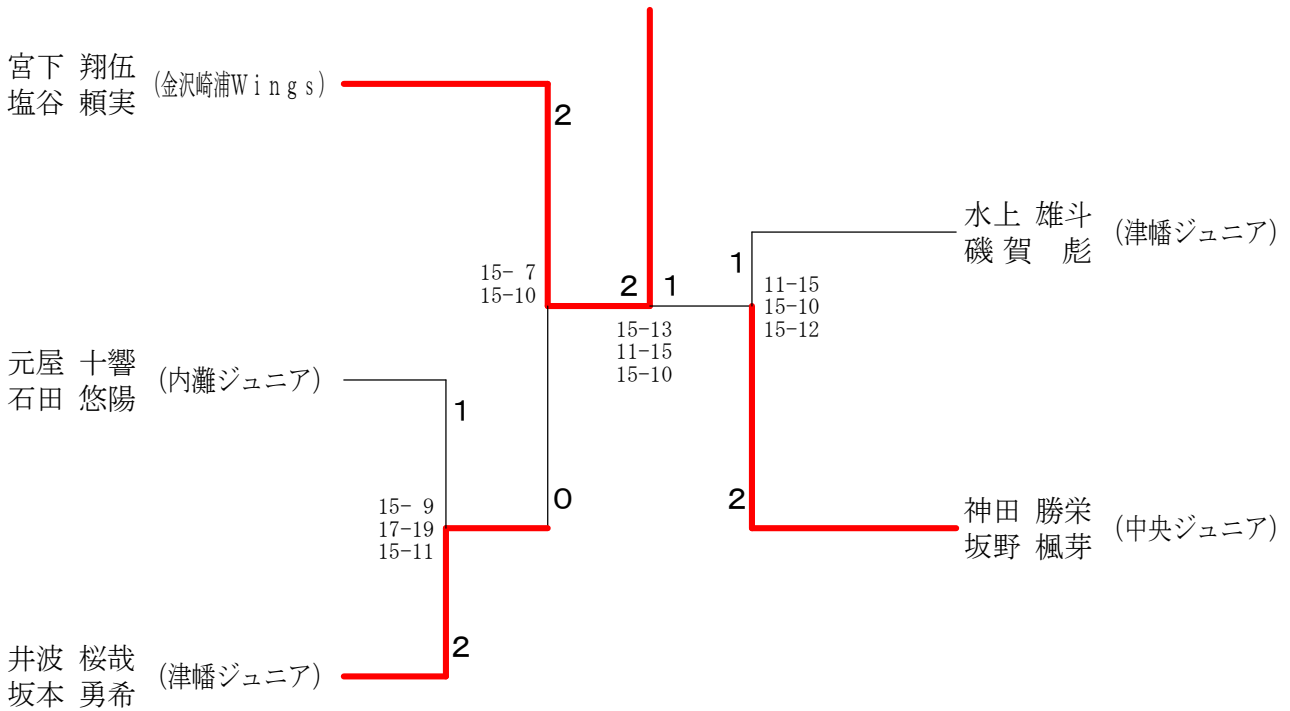 宮下 翔伍
塩谷 頼実
(金沢崎浦Wings)
2
15- 7
15-10
元屋 十響
石田 悠陽
(内灘ジュニア)
1
15- 9
17-19
15-11
0
井波 桜哉
坂本 勇希
(津幡ジュニア)
2
2
1
15-13
11-15
15-10
水上 雄斗
磯賀 彪
(津幡ジュニア)
1
11-15
15-10
15-12
2
神田 勝栄
坂野 楓芽
(中央ジュニア)